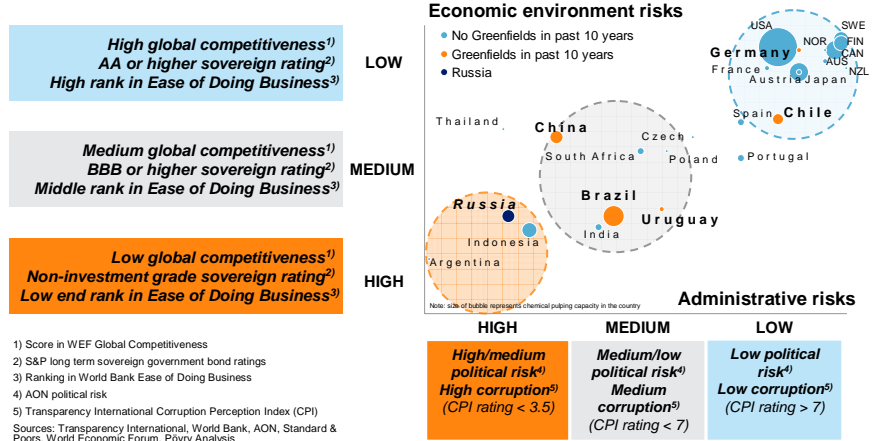 Economic environment risks
High global competitiveness1)
AA or higher sovereign rating2)
High rank in Ease of Doing Business3)
LOW
Medium global competitiveness1)
BBB or higher sovereign rating2)
Middle rank in Ease of Doing Business3)
MEDIUM
Low global competitiveness1)
Non-investment grade sovereign rating2)
Low end rank in Ease of Doing Business3)
HIGH
No Greenfields in past 10 years
Greenfields in past 10 years
Russia
USA
SWE
NOR
FIN
Germany
CAN
AUS
France
NZL
Austria
Japan
Spain
Chile
Thailand
China
Czech
South Africa
Poland
Portugal
Russia
Brazil
Uruguay
Indonesia
India
Argentina
Note: size of bubble represents chemical pulping capacity in the country
Administrative risks
HIGH
MEDIUM
LOW
High/medium
political risk4)
High corruption5)
(CPI rating < 3.5)
Medium/low
political risk4)
Medium
corruption5)
(CPI rating < 7)
Low political
risk4)
Low corruption5)
(CPI rating > 7)
1) Score in WEF Global Competitiveness
2) S&P long term sovereign government bond ratings
3) Ranking in World Bank Ease of Doing Business
4) AON political risk
5) Transparency International Corruption Perception Index (CPI)
Sources: Transparency International, World Bank, AON, Standard &
Poors, World Economic Forum, Pöyry Analysis